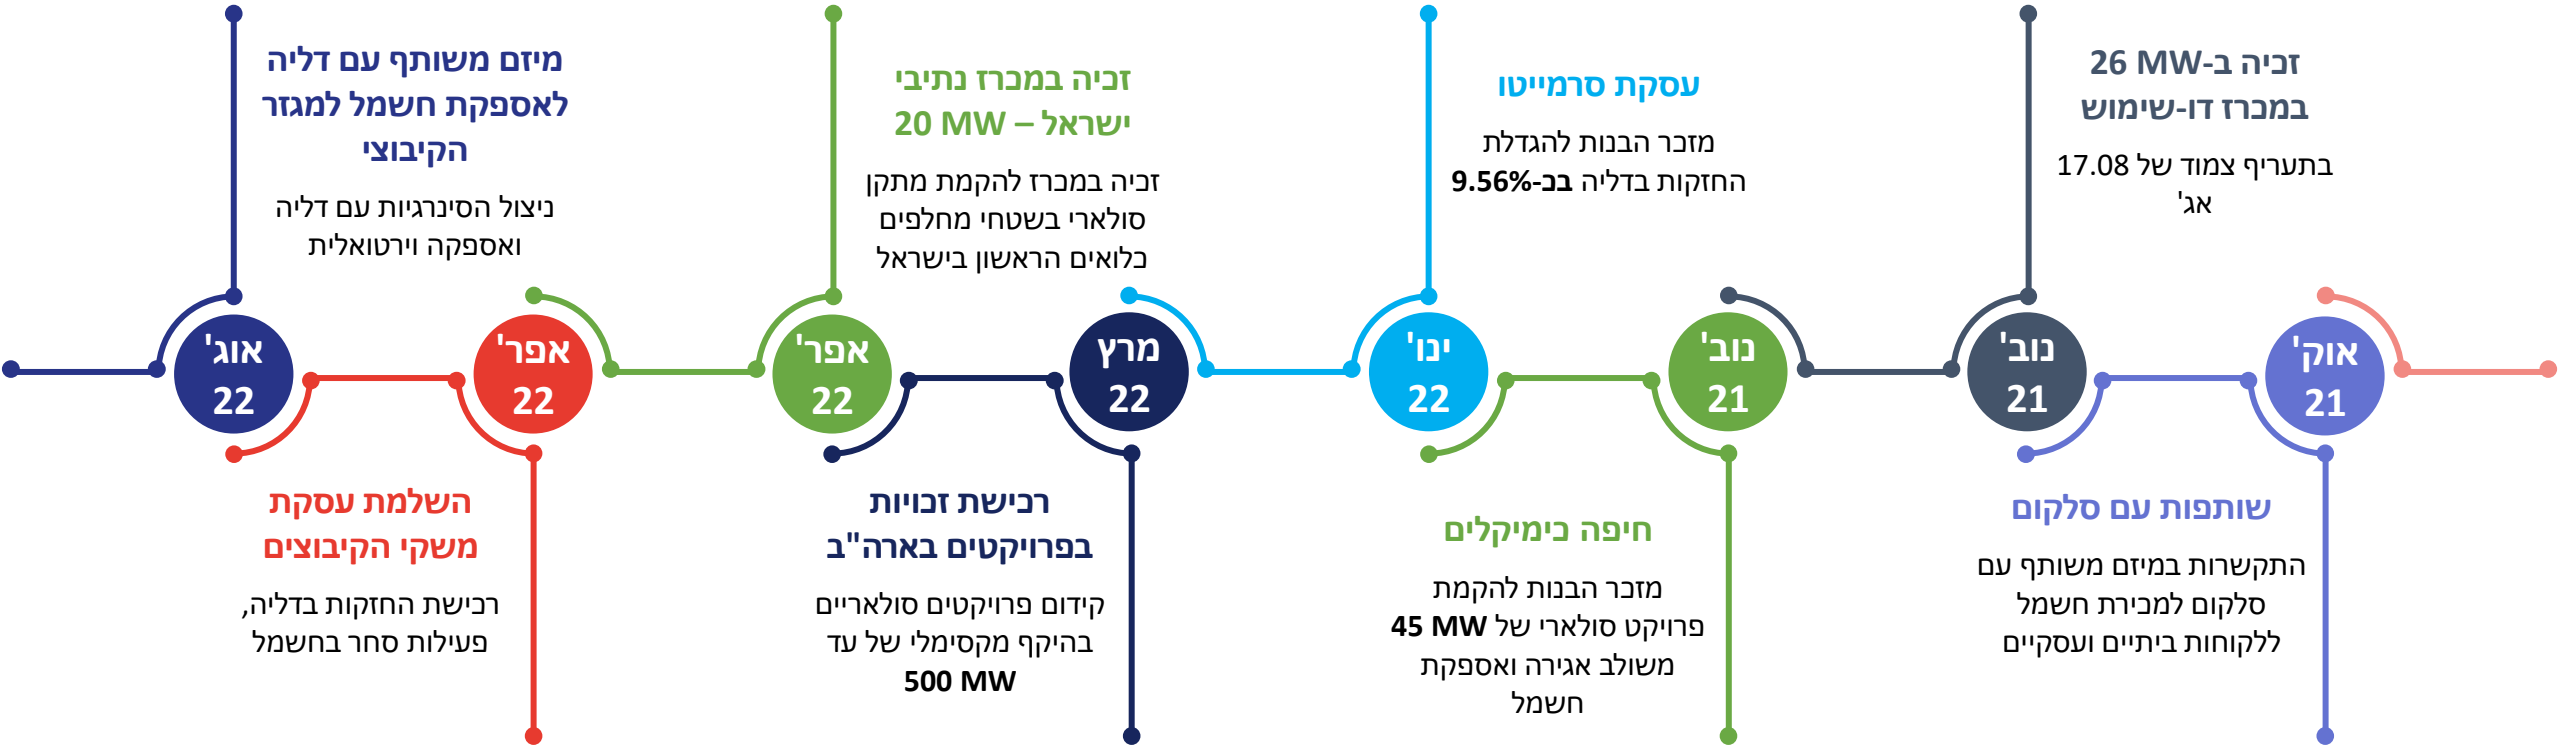 אוק'
21
שותפות עם סלקום
התקשרות במיזם משותף עם
סלקום למכירת חשמל
ללקוחות ביתיים ועסקיים
נוב'
21
זכיה ב-26 MW
במכרז דו-שימוש
בתעריף צמוד של 17.08
אג'
נוב'
21
חיפה כימיקלים
מזכר הבנות להקמת
פרויקט סולארי של 45 MW
משולב אגירה ואספקת
חשמל
ינו'
22
עסקת סרמייטו
מזכר הבנות להגדלת
החזקות בדליה בכ-9.56%
מרץ
22
רכישת זכויות
בפרויקטים בארה"ב
קידום פרויקטים סולאריים
בהיקף מקסימלי של עד
500 MW
אפר'
22
זכיה במכרז נתיבי
ישראל – 20 MW
זכיה במכרז להקמת מתקן
סולארי בשטחי מחלפים
כלואים הראשון בישראל
אפר'
22
השלמת עסקת
משקי הקיבוצים
רכישת החזקות בדליה,
פעילות סחר בחשמל
אוג'
22
מיזם משותף עם דליה
לאספקת חשמל למגזר
הקיבוצי
ניצול הסינרגיות עם דליה
ואספקה וירטואלית